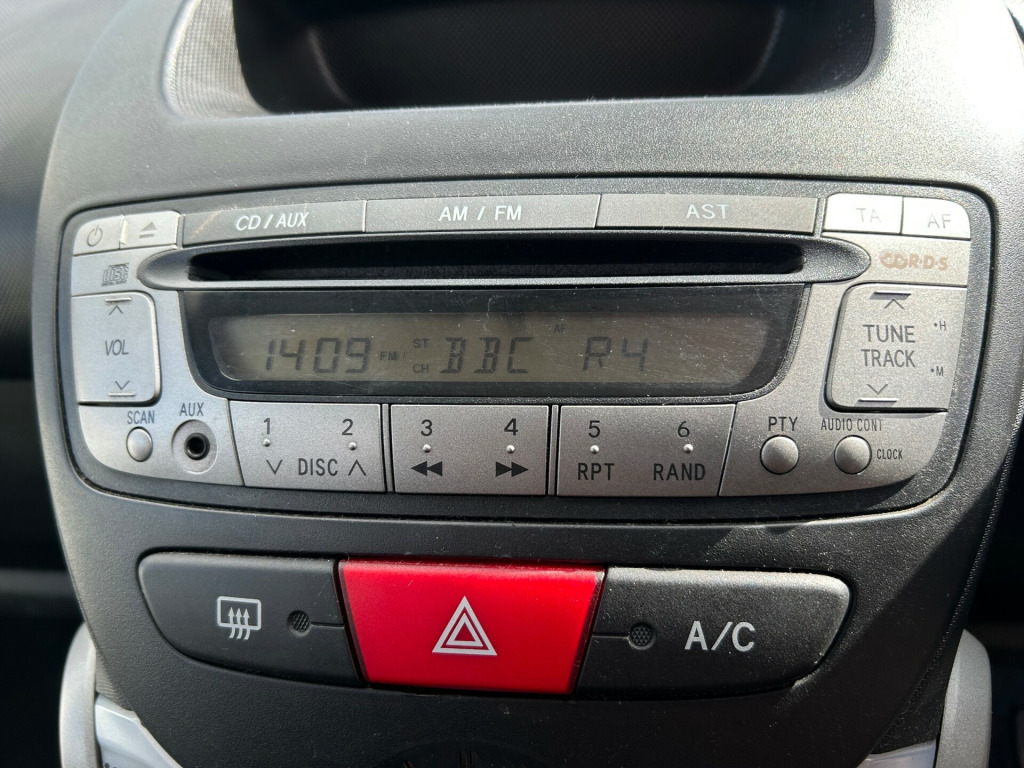 CD / AUX AM / FM AST TA AF
R·D·S
1409 FM ST CH AF BBC R4
VOL
TUNE TRACK •H •M
SCAN AUX
1 2 3 4 5 6
DISC RPT RAND
PTY AUDIO CONT CLOCK
A/C